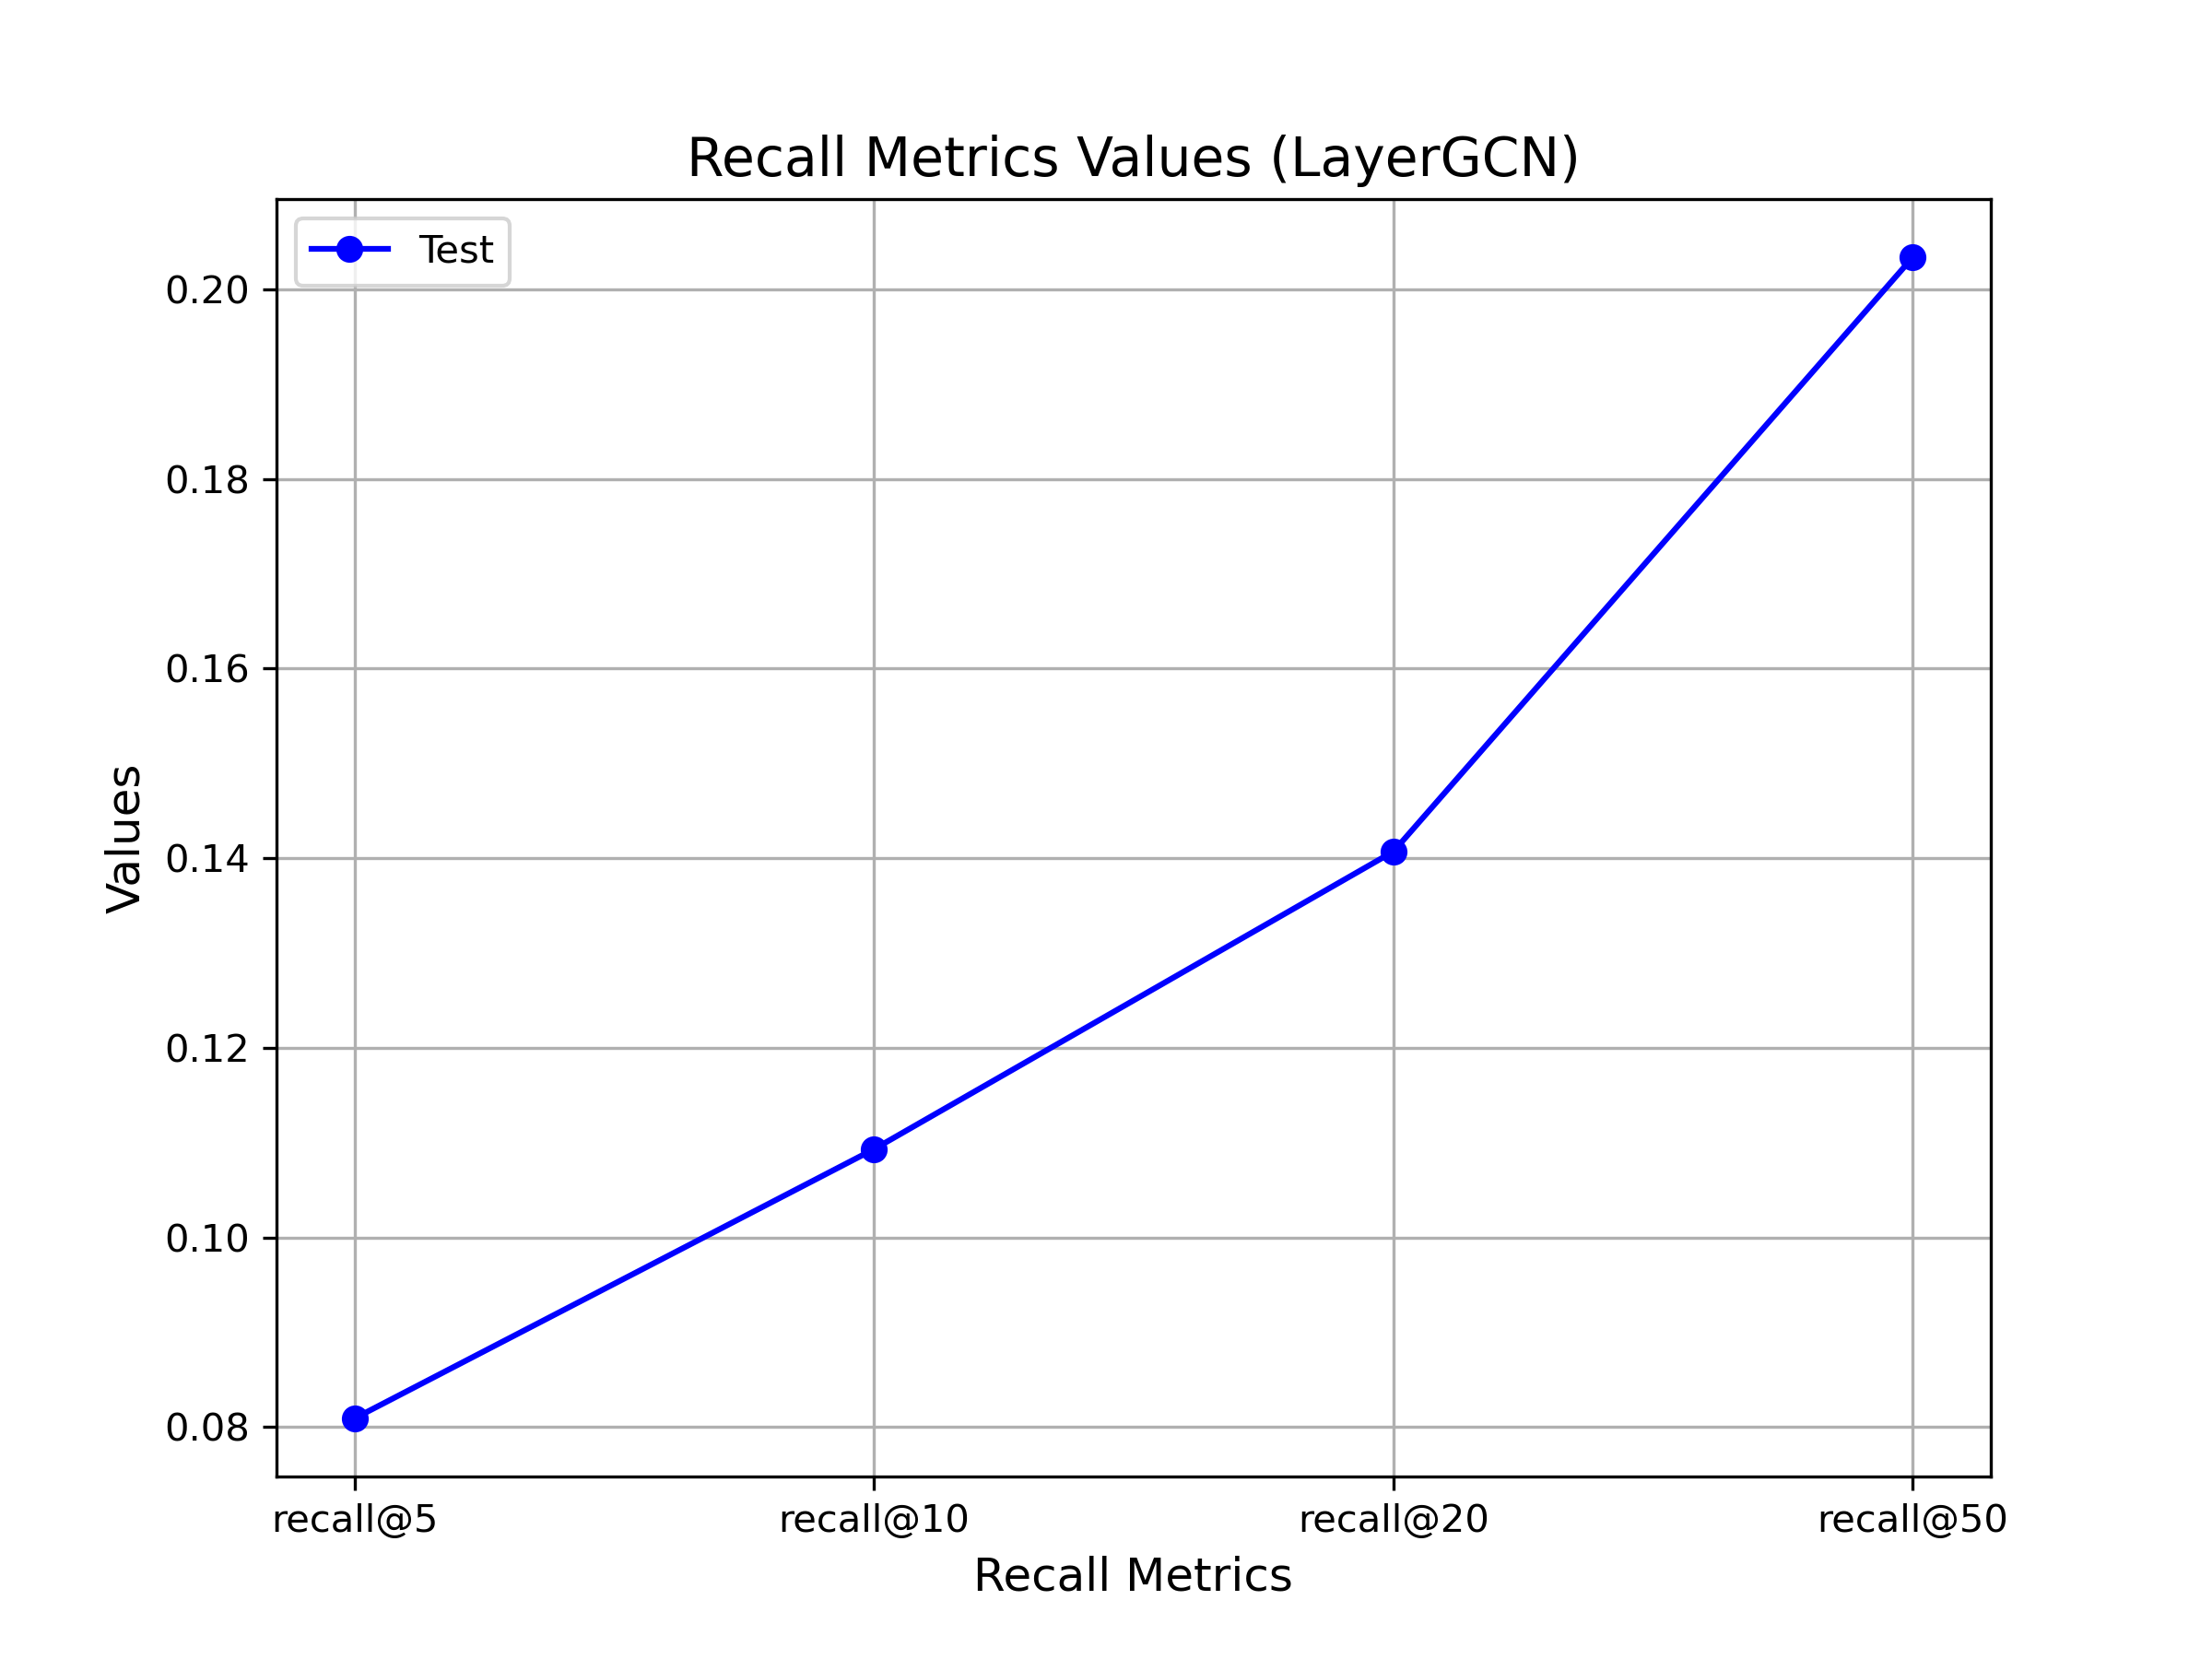 Recall Metrics Values (LayerGCN)
Test
0.20
0.18
0.16
0.14
0.12
0.10
0.08
Values
recall@5 recall@10 recall@20 recall@50
Recall Metrics